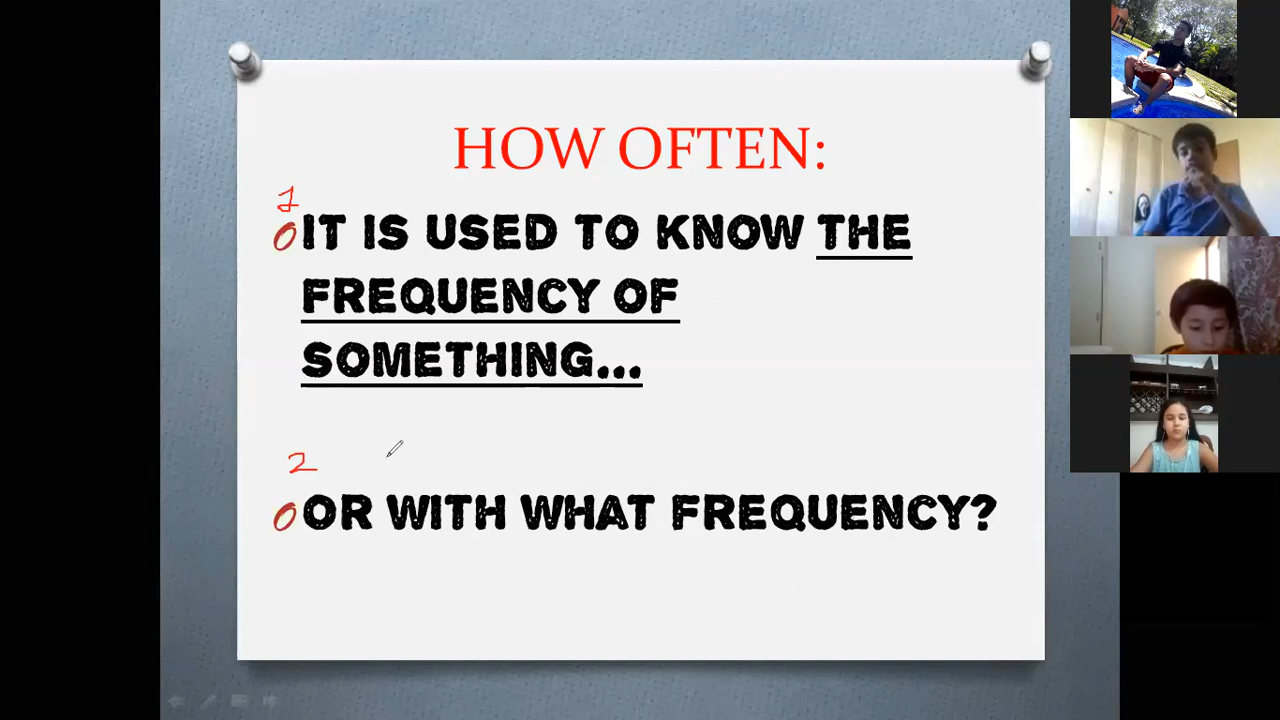 HOW OFTEN:
1
IT IS USED TO KNOW THE
FREQUENCY OF
SOMETHING...
2
OR WITH WHAT FREQUENCY?